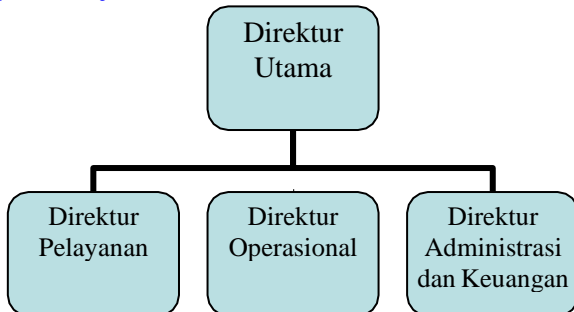 Direktur
Utama
Direktur
Pelayanan
Direktur
Operasional
Direktur
Administrasi
dan Keuangan